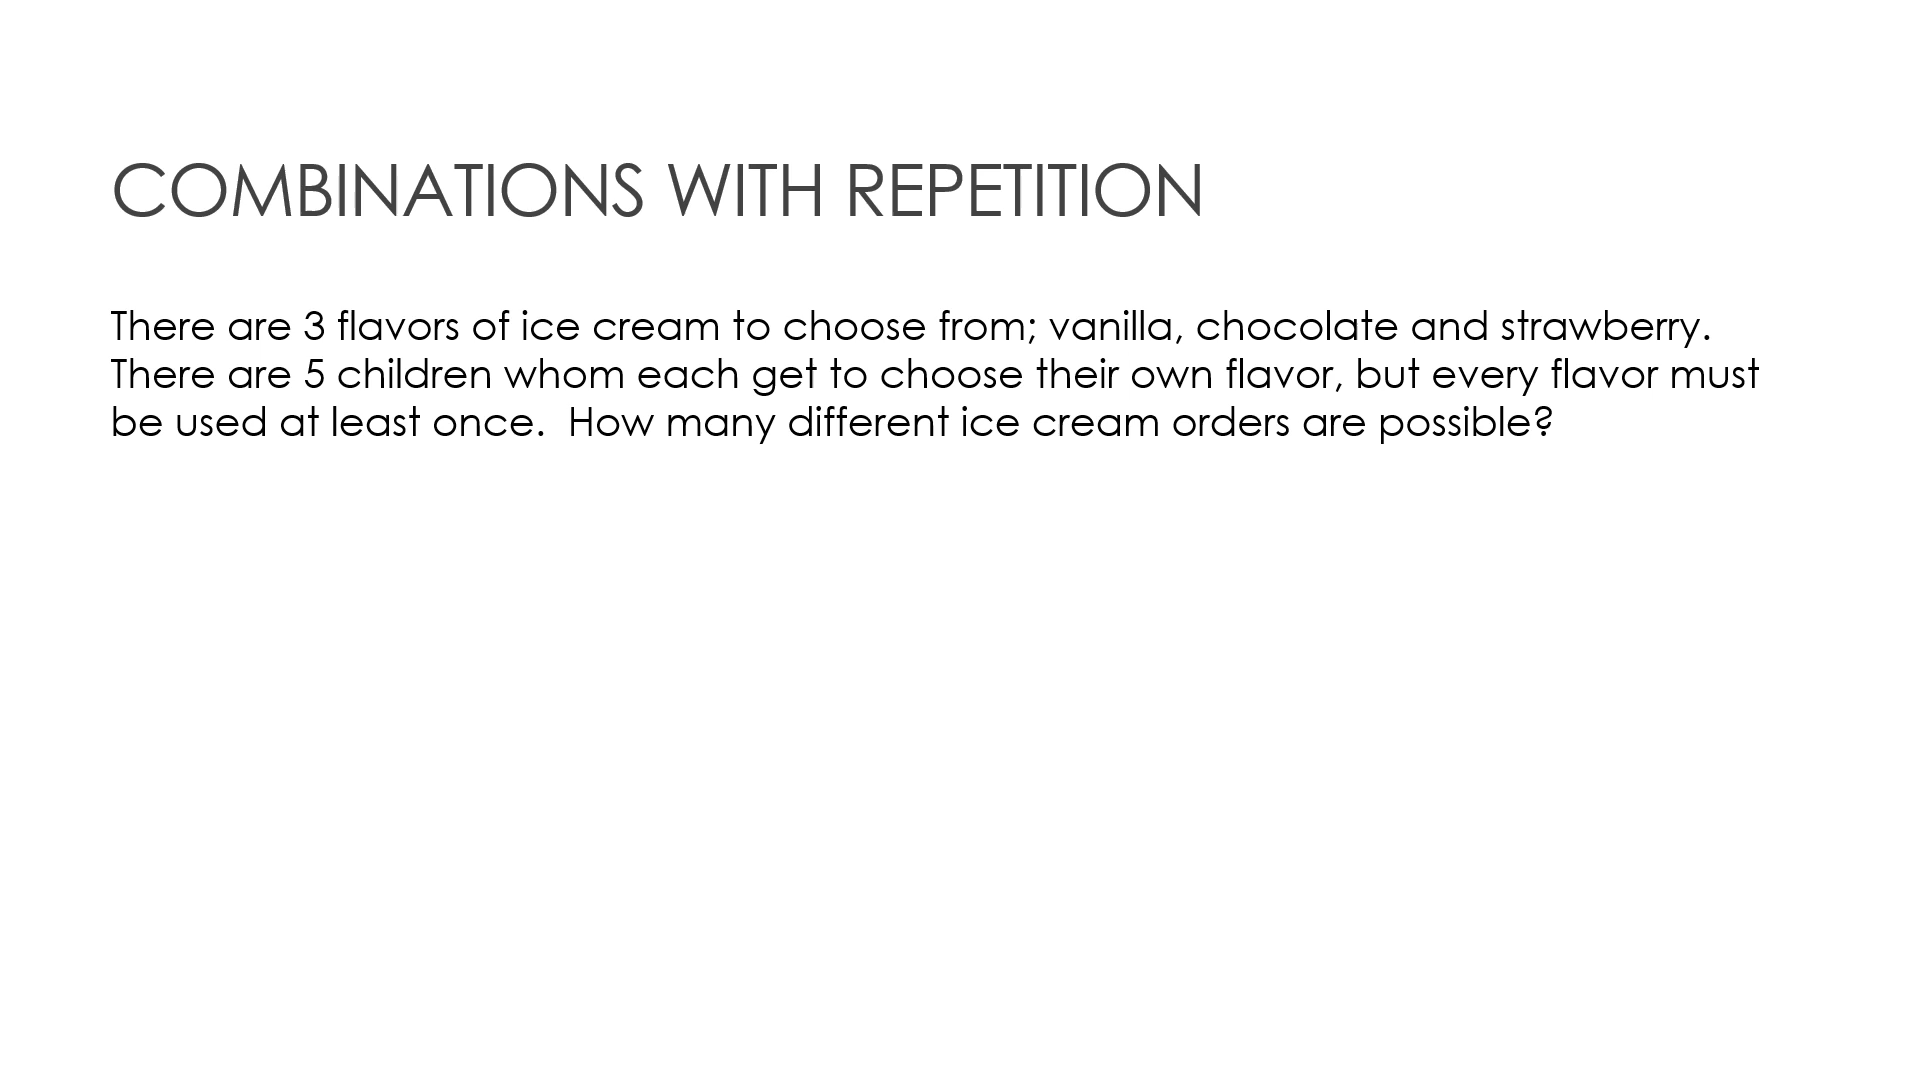 COMBINATIONS WITH REPETITION
There are 3 flavors of ice cream to choose from; vanilla, chocolate and strawberry.
There are 5 children whom each get to choose their own flavor, but every flavor must
be used at least once.  How many different ice cream orders are possible?